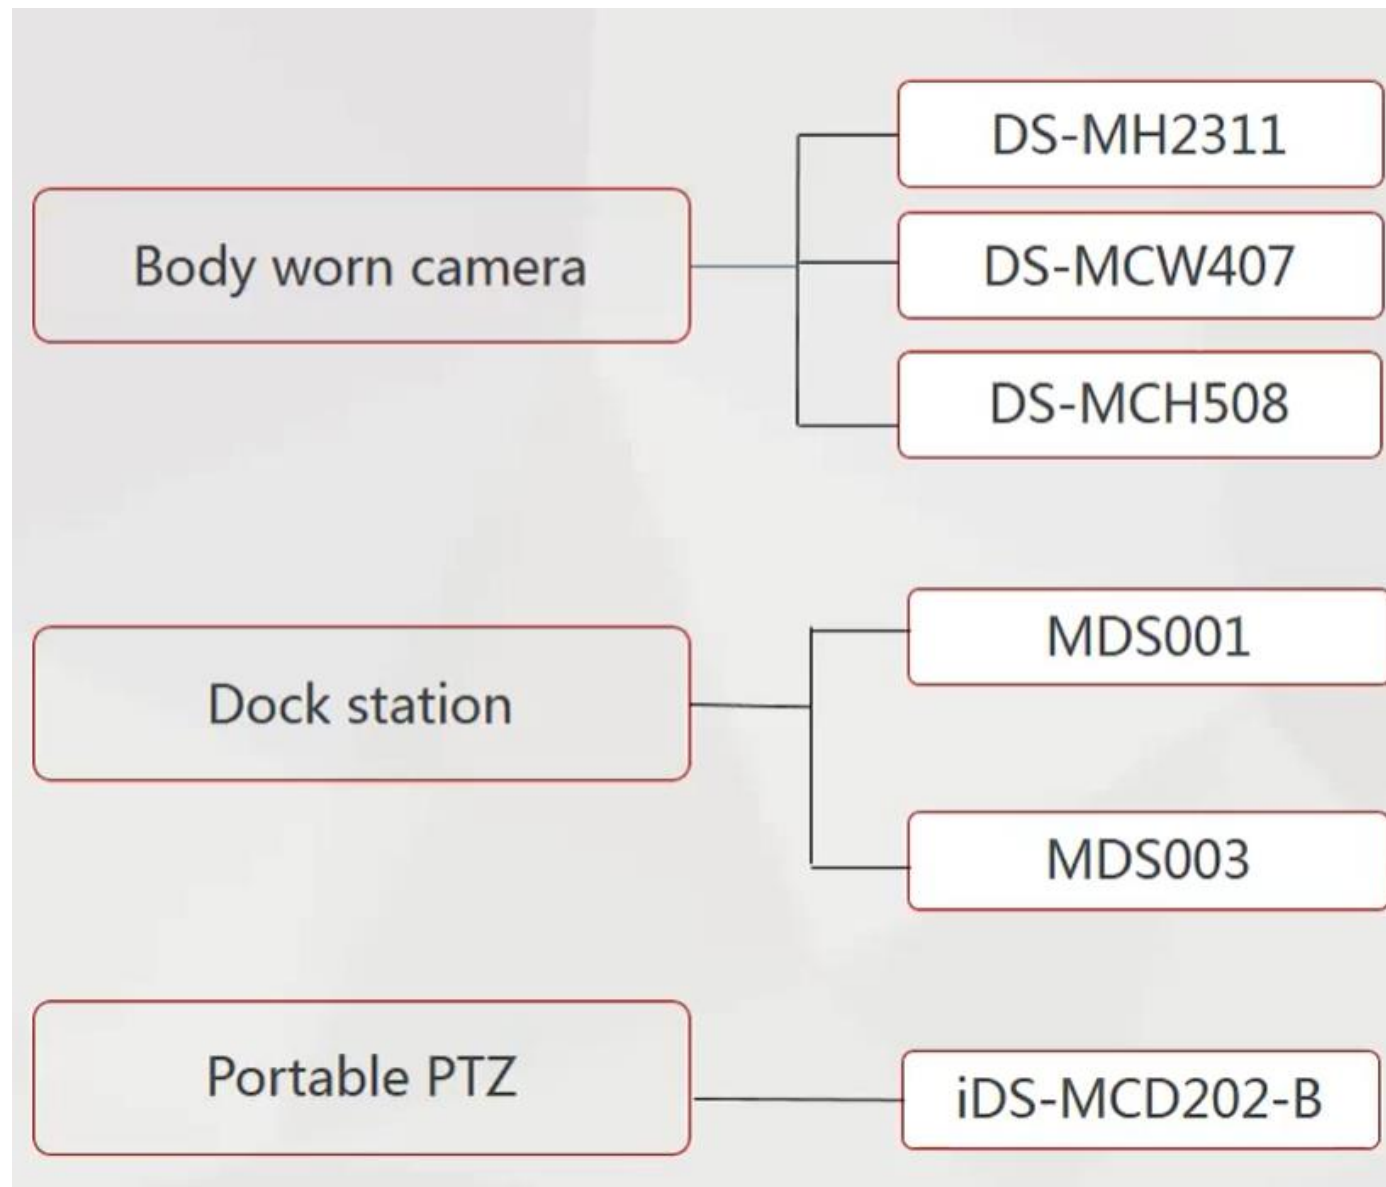 Body worn camera
DS-MH2311
DS-MCW407
DS-MCH508
Dock station
MDS001
MDS003
Portable PTZ
iDS-MCD202-B